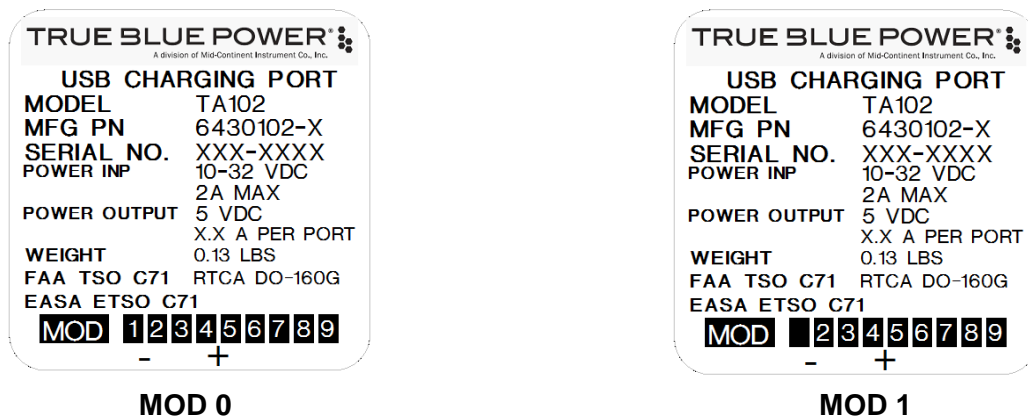 TRUE BLUE POWER®
A division of Mid-Continent Instrument Co., Inc.
USB CHARGING PORT
MODEL TA102
MFG PN 6430102-X
SERIAL NO. XXX-XXXX
POWER INP 10-32 VDC
2A MAX
POWER OUTPUT 5 VDC
X.X A PER PORT
WEIGHT 0.13 LBS
FAA TSO C71 RTCA DO-160G
EASA ETSO C71
MOD 1 2 3 4 5 6 7 8 9
- +
MOD 0
TRUE BLUE POWER®
A division of Mid-Continent Instrument Co., Inc.
USB CHARGING PORT
MODEL TA102
MFG PN 6430102-X
SERIAL NO. XXX-XXXX
POWER INP 10-32 VDC
2A MAX
POWER OUTPUT 5 VDC
X.X A PER PORT
WEIGHT 0.13 LBS
FAA TSO C71 RTCA DO-160G
EASA ETSO C71
MOD 2 3 4 5 6 7 8 9
- +
MOD 1